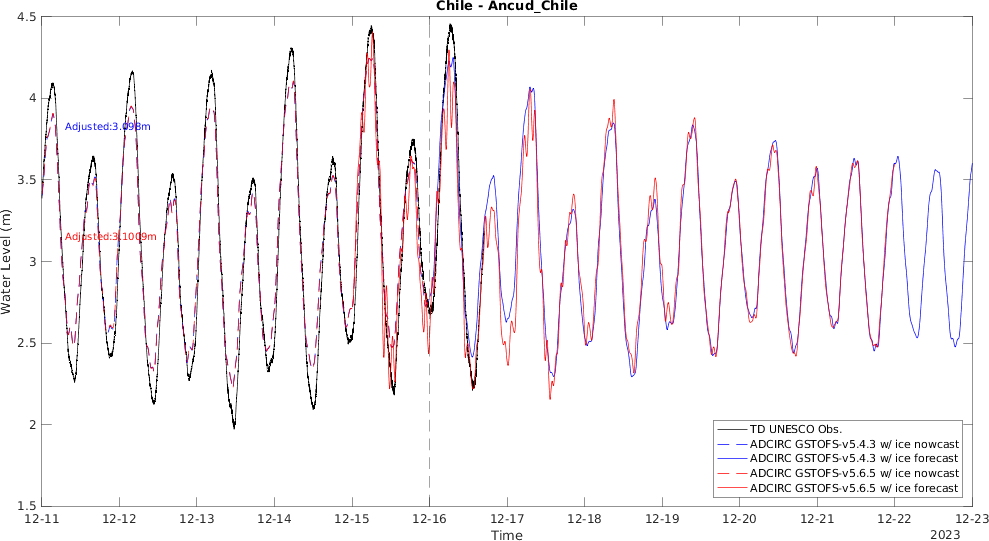 Chile - Ancud_Chile
4.5
4
3.5
3
2.5
2
1.5
Water Level (m)
Adjusted:3.098m
Adjusted:3.1009m
TD UNESCO Obs.
ADCIRC GSTOFS-v5.4.3 w/ ice nowcast
ADCIRC GSTOFS-v5.4.3 w/ ice forecast
ADCIRC GSTOFS-v5.6.5 w/ ice nowcast
ADCIRC GSTOFS-v5.6.5 w/ ice forecast
12-11 12-12 12-13 12-14 12-15 12-16 12-17 12-18 12-19 12-20 12-21 12-22 12-23
Time
2023